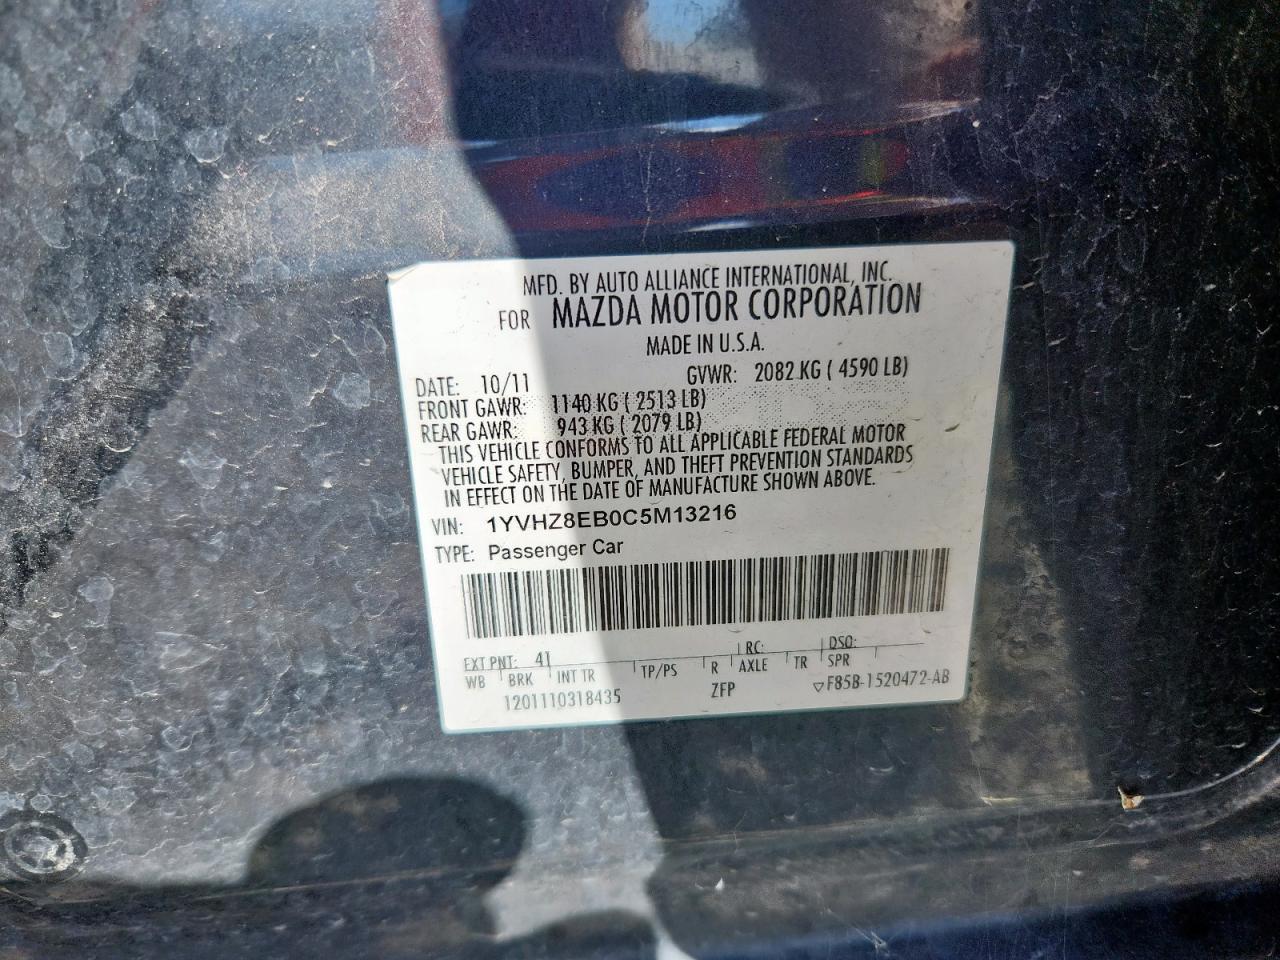 MFD. BY AUTO ALLIANCE INTERNATIONAL, INC.
FOR MAZDA MOTOR CORPORATION
MADE IN U.S.A.
DATE: 10/11 GVWR: 2082 KG ( 4590 LB)
FRONT GAWR: 1140 KG ( 2513 LB)
REAR GAWR: 943 KG ( 2079 LB)
THIS VEHICLE CONFORMS TO ALL APPLICABLE FEDERAL MOTOR
VEHICLE SAFETY, BUMPER, AND THEFT PREVENTION STANDARDS
IN EFFECT ON THE DATE OF MANUFACTURE SHOWN ABOVE.
VIN: 1YVHZ8EB0C5M13216
TYPE: Passenger Car
EXT PNT: 41 RC: DSO:
WB BRK INT TR TP/PS R AXLE TR SPR
1201110318435 ZFP ▽F85B-1520472-AB